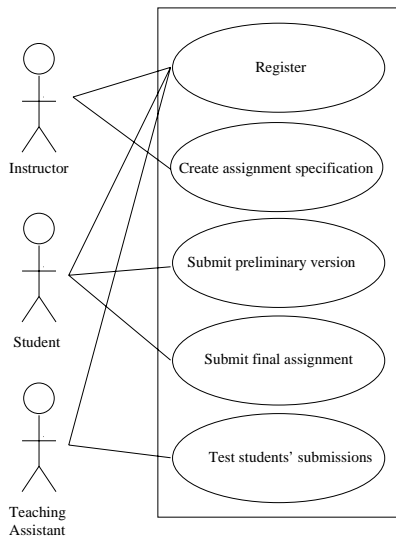 Register
Instructor
Create assignment specification
Submit preliminary version
Student
Submit final assignment
Test students’ submissions
Teaching
Assistant